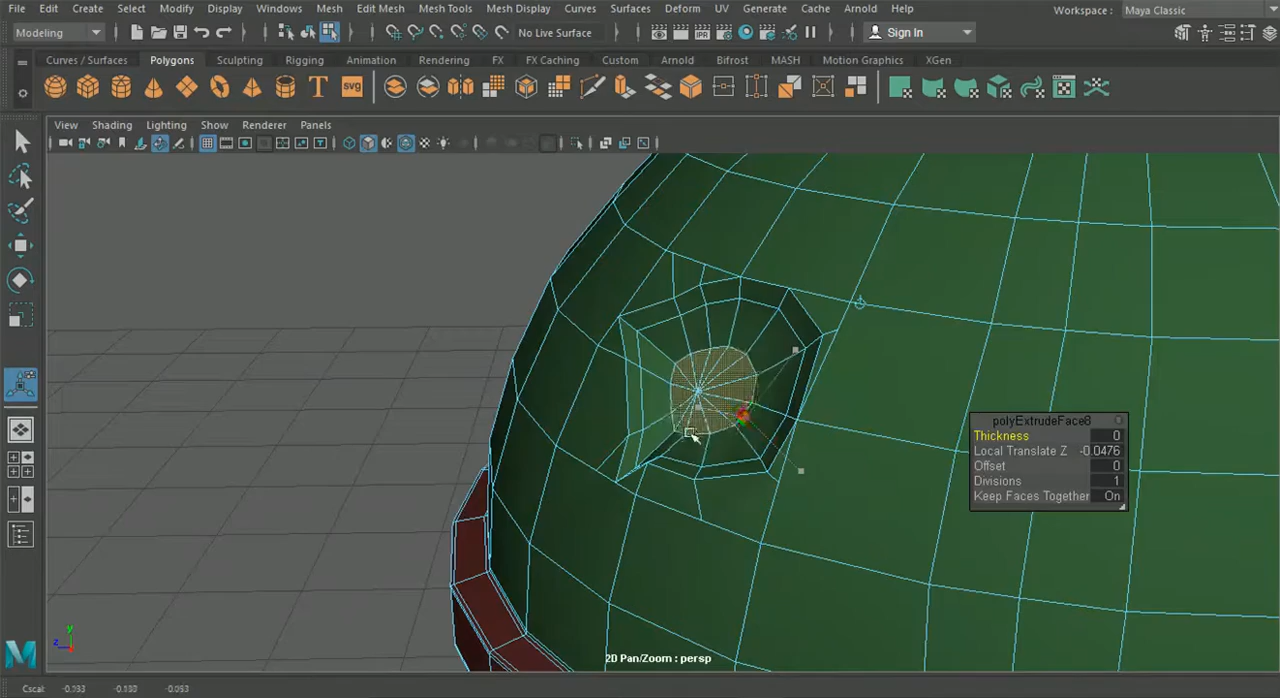 File Edit Create Select Modify Display Windows Mesh Edit Mesh Mesh Tools Mesh Display Curves Surfaces Deform UV Generate Cache Arnold Help Workspace : Maya Classic
Modeling No Live Surface Sign In
Curves / Surfaces Polygons Sculpting Rigging Animation Rendering FX FX Caching Custom Arnold Bifrost MASH Motion Graphics XGen
T SVG
View Shading Lighting Show Renderer Panels
polyExtrudeFace6
Thickness 0
Local Translate Z -0.0476
Offset 0
Divisions 1
Keep Faces Together On
y
z
2D Pan/Zoom : persp
M